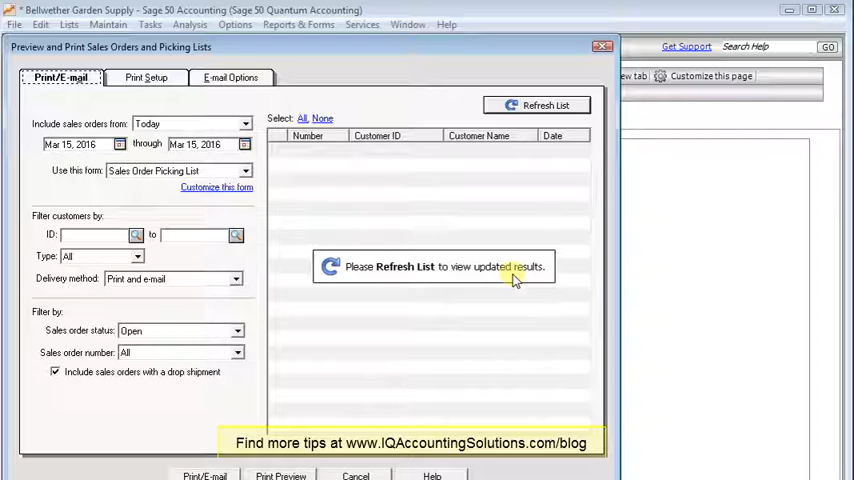 * Bellwether Garden Supply - Sage 50 Accounting (Sage 50 Quantum Accounting)
File Edit Lists Maintain Tasks Analysis Options Reports & Forms Services Window Help
Preview and Print Sales Orders and Picking Lists
Get Support Search Help GO
Print/E-mail Print Setup E-mail Options
ew tab Customize this page
Refresh List
Include sales orders from: Today
Select: All, None
Number Customer ID Customer Name Date
Mar 15, 2016 through Mar 15, 2016
Use this form: Sales Order Picking List
Customize this form
Filter customers by:
ID: to
Type: All
Please Refresh List to view updated results.
Delivery method: Print and e-mail
Filter by:
Sales order status: Open
Sales order number: All
Include sales orders with a drop shipment
Find more tips at www.IQAccountingSolutions.com/blog
Print/E-mail Print Preview Cancel Help